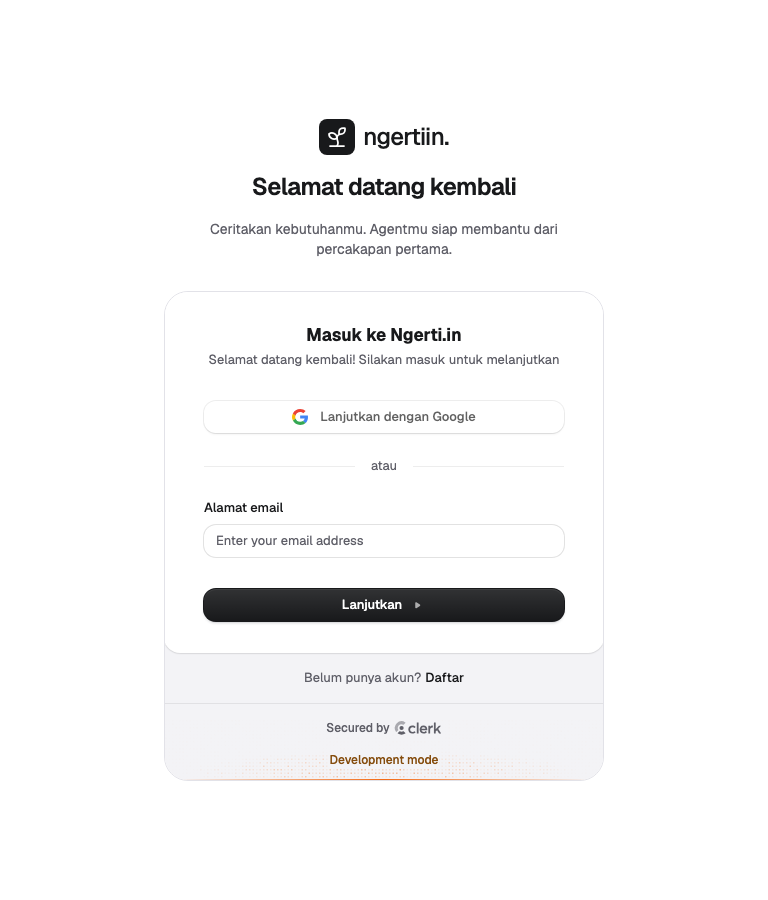 ngertiin.
Selamat datang kembali
Ceritakan kebutuhanmu. Agentmu siap membantu dari
percakapan pertama.
Masuk ke Ngerti.in
Selamat datang kembali! Silakan masuk untuk melanjutkan
Lanjutkan dengan Google
atau
Alamat email
Enter your email address
Lanjutkan
Belum punya akun? Daftar
Secured by clerk
Development mode